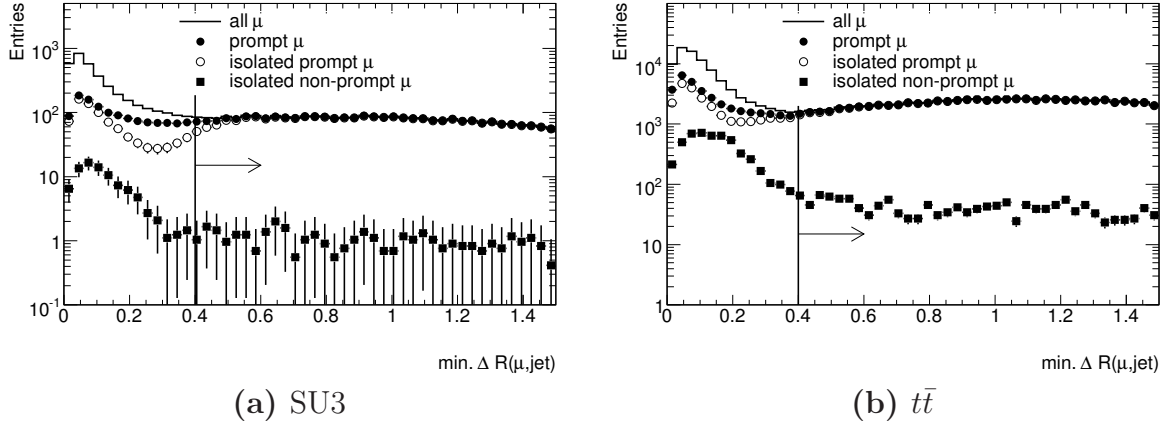 Entries
all μ
prompt μ
isolated prompt μ
isolated non-prompt μ
10³
10²
10
1
10⁻¹
0 0.2 0.4 0.6 0.8 1 1.2 1.4
min. Δ R(μ,jet)
(a) SU3
Entries
all μ
prompt μ
isolated prompt μ
isolated non-prompt μ
10⁴
10³
10²
10
1
0 0.2 0.4 0.6 0.8 1 1.2 1.4
min. Δ R(μ,jet)
(b) tt̄